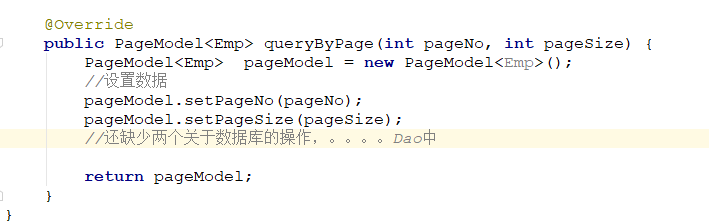 @Override
public PageModel<Emp> queryByPage(int pageNo, int pageSize) {
PageModel<Emp>  pageModel = new PageModel<Emp>();
//设置数据
pageModel.setPageNo(pageNo);
pageModel.setPageSize(pageSize);
//还缺少两个关于数据库的操作，。。。。Dao中
return pageModel;
}
}